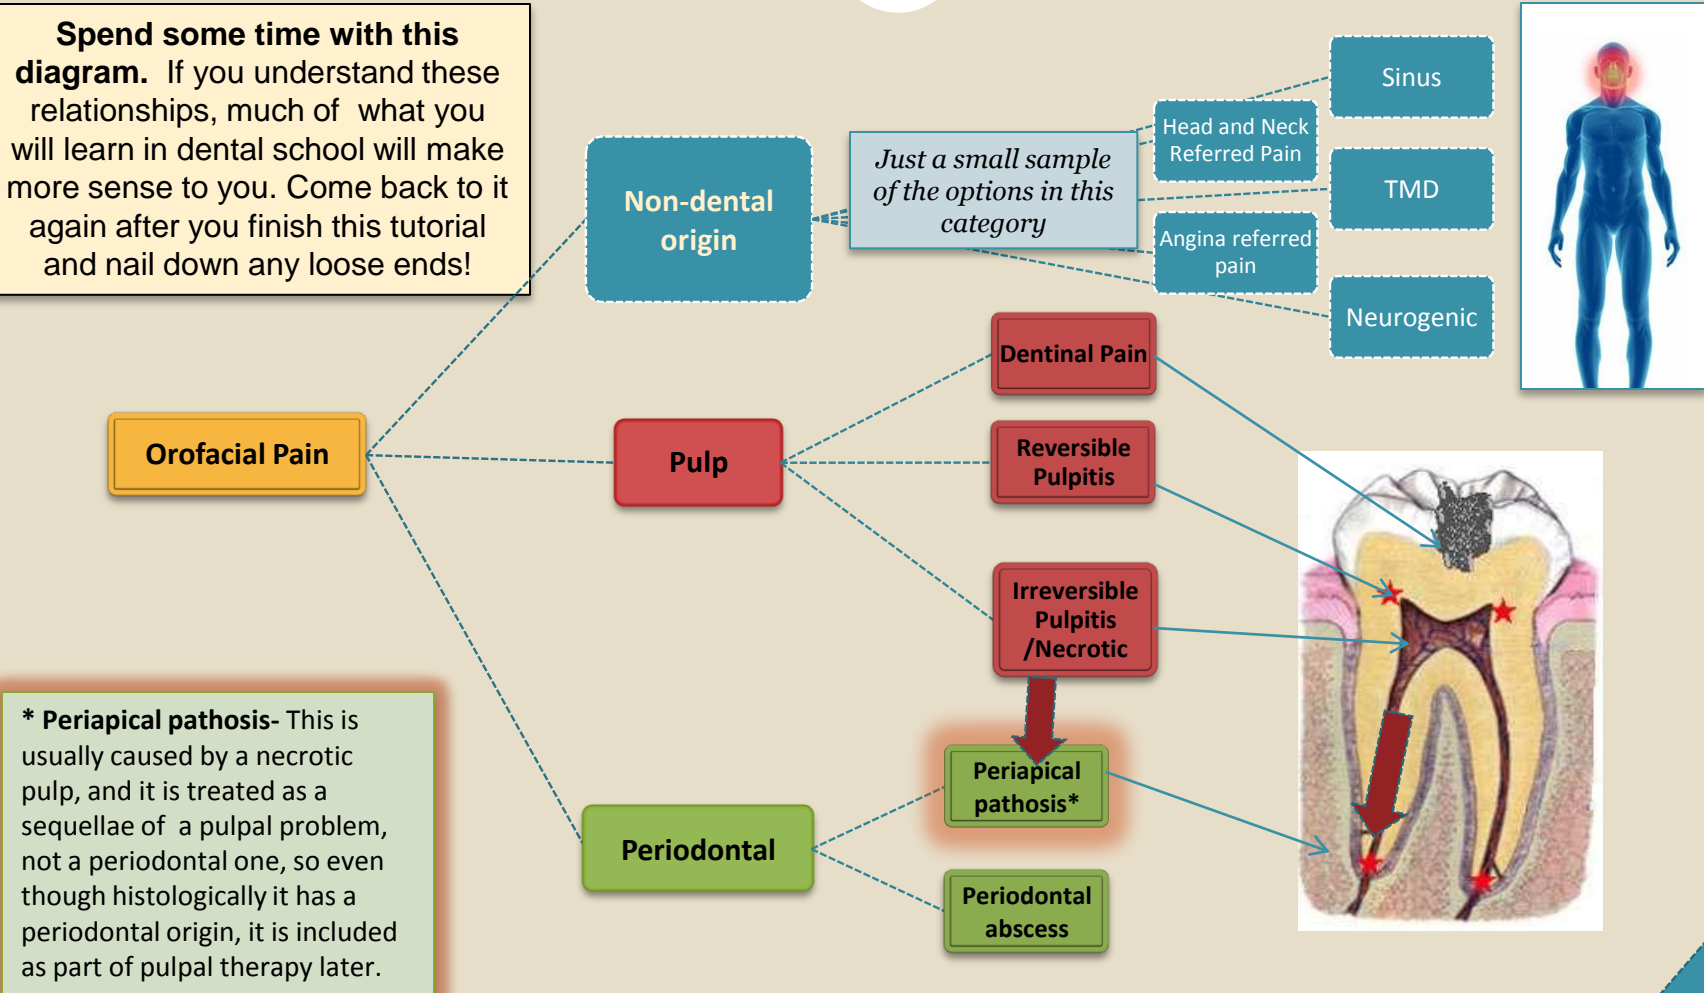 Spend some time with this
diagram.  If you understand these
relationships, much of  what you
will learn in dental school will make
more sense to you. Come back to it
again after you finish this tutorial
and nail down any loose ends!
Orofacial Pain
Non-dental
origin
Just a small sample
of the options in this
category
Sinus
Head and Neck
Referred Pain
TMD
Angina referred
pain
Neurogenic
Pulp
Dentinal Pain
Reversible
Pulpitis
Irreversible
Pulpitis
/Necrotic
Periodontal
Periapical
pathosis*
Periodontal
abscess
* Periapical pathosis- This is
usually caused by a necrotic
pulp, and it is treated as a
sequellae of  a pulpal problem,
not a periodontal one, so even
though histologically it has a
periodontal origin, it is included
as part of pulpal therapy later.